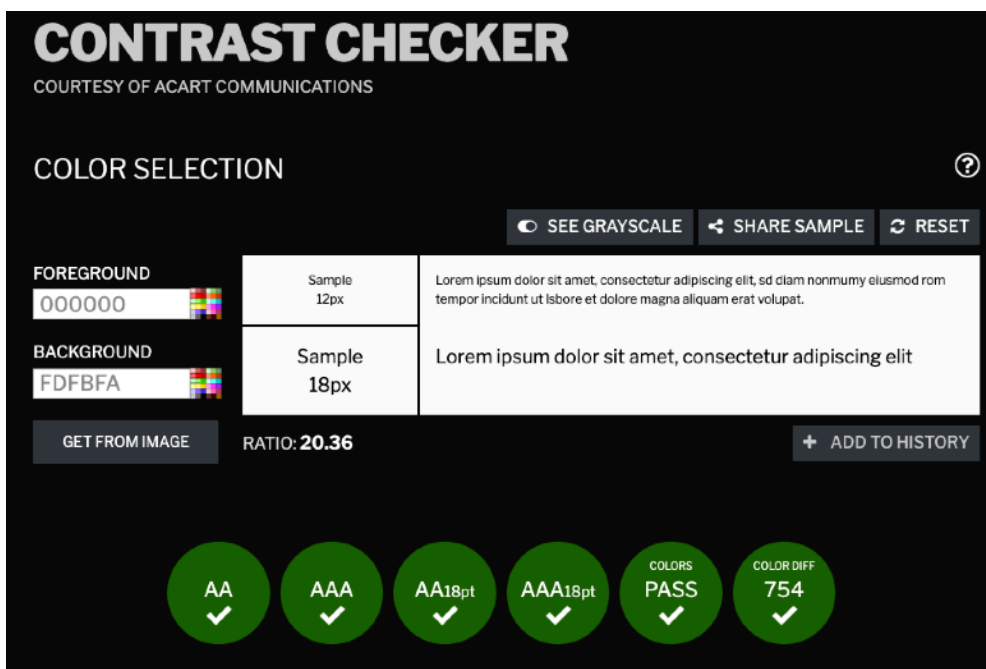 CONTRAST CHECKER
COURTESY OF ACART COMMUNICATIONS
COLOR SELECTION
?
SEE GRAYSCALE
SHARE SAMPLE
RESET
FOREGROUND
000000
BACKGROUND
FDFBFA
GET FROM IMAGE
Sample
12px
Lorem ipsum dolor sit amet, consectetur adipiscing elit, sd diam nonmumy eiusmod rom
tempor incidunt ut lsbore et dolore magna aliquam erat volupat.
Sample
18px
Lorem ipsum dolor sit amet, consectetur adipiscing elit
RATIO: 20.36
+ ADD TO HISTORY
AA
AAA
AA18pt
AAA18pt
COLORS
PASS
COLOR DIFF
754